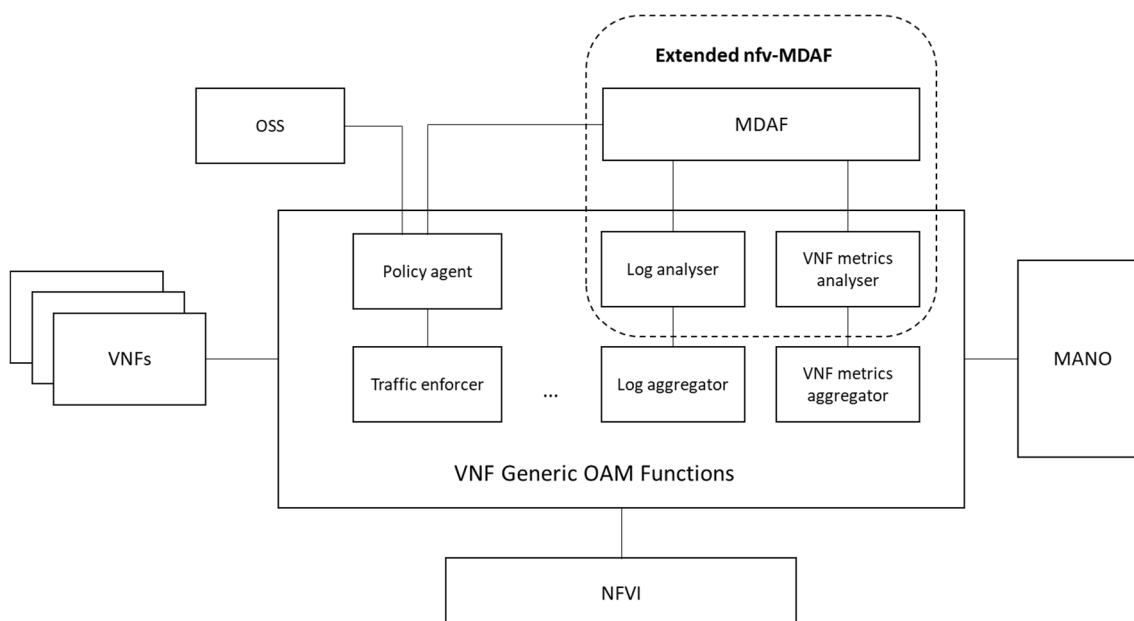 Extended nfv-MDAF
OSS
MDAF
Policy agent
Log analyser
VNF metrics
analyser
VNFs
Traffic enforcer
...
Log aggregator
VNF metrics
aggregator
MANO
VNF Generic OAM Functions
NFVI